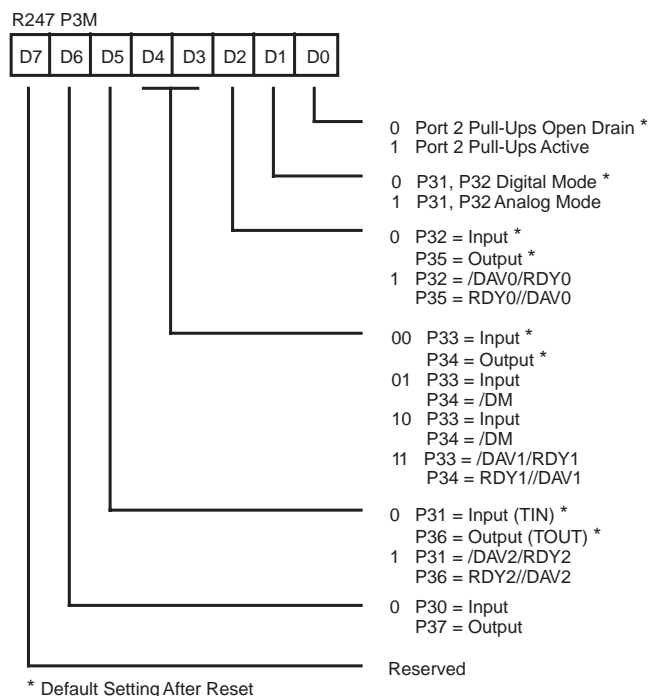 R247 P3M
D7 D6 D5 D4 D3 D2 D1 D0
0 Port 2 Pull-Ups Open Drain *
1 Port 2 Pull-Ups Active
0 P31, P32 Digital Mode *
1 P31, P32 Analog Mode
0 P32 = Input *
P35 = Output *
1 P32 = /DAV0/RDY0
P35 = RDY0//DAV0
00 P33 = Input *
P34 = Output *
01 P33 = Input
P34 = /DM
10 P33 = Input
P34 = /DM
11 P33 = /DAV1/RDY1
P34 = RDY1//DAV1
0 P31 = Input (TIN) *
P36 = Output (TOUT) *
1 P31 = /DAV2/RDY2
P36 = RDY2//DAV2
0 P30 = Input
P37 = Output
Reserved
* Default Setting After Reset